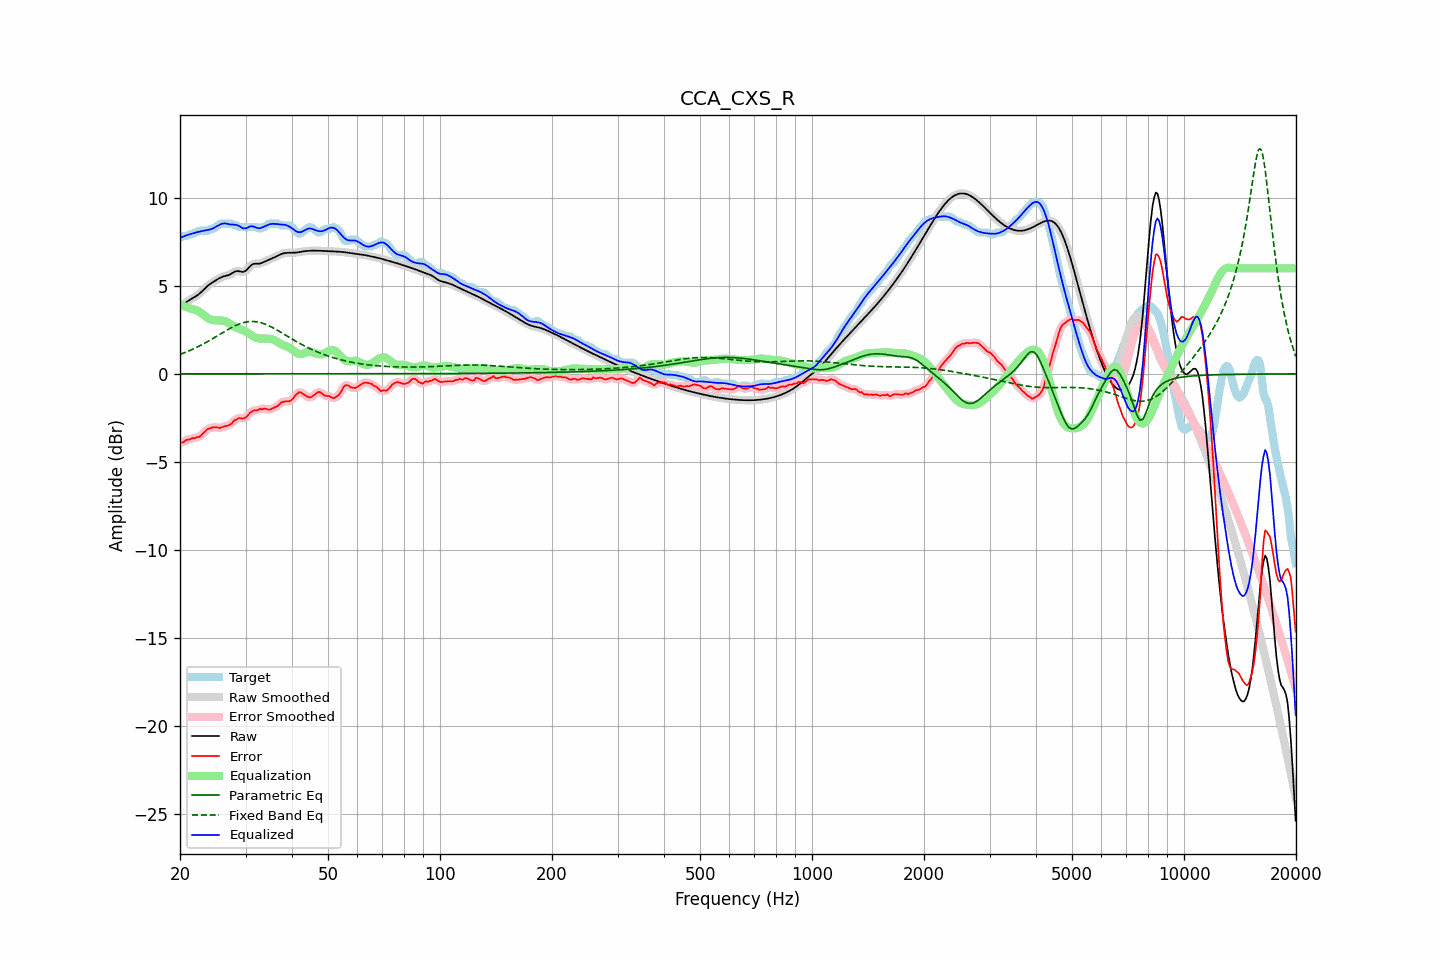 CCA_CXS_R
Amplitude (dBr)
10
5
0
−5
−10
−15
−20
−25
Target
Raw Smoothed
Error Smoothed
Raw
Error
Equalization
Parametric Eq
Fixed Band Eq
Equalized
20 50 100 200 500 1000 2000 5000 10000 20000
Frequency (Hz)